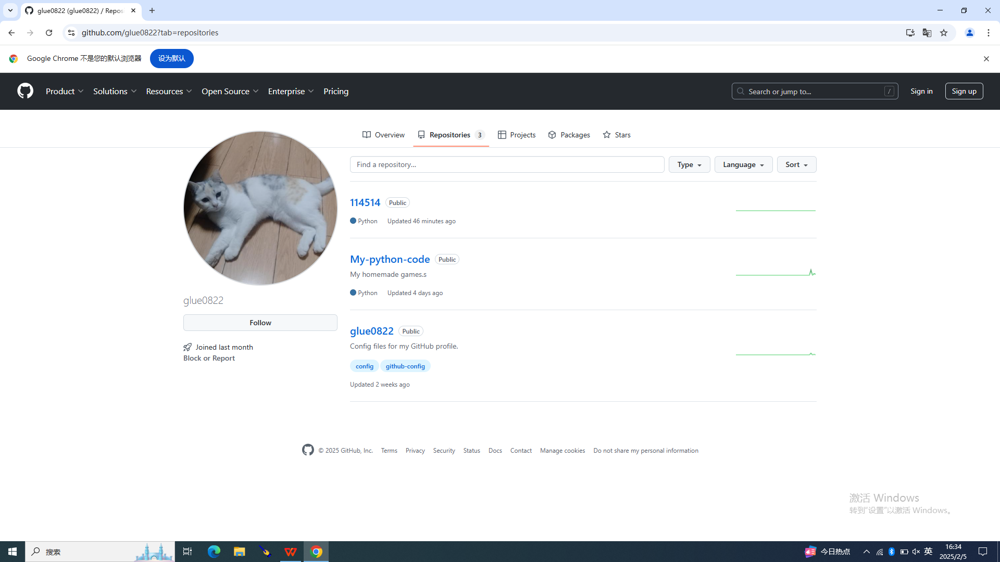 glue0822 (glue0822) / Repos
github.com/glue0822?tab=repositories
Google Chrome 不是您的默认浏览器 设为默认
Product Solutions Resources Open Source Enterprise Pricing Search or jump to... / Sign in Sign up
Overview Repositories 3 Projects Packages Stars
Find a repository... Type Language Sort
114514 Public
Python Updated 46 minutes ago
My-python-code Public
My homemade games.s
Python Updated 4 days ago
glue0822
Follow
Joined last month
Block or Report
glue0822 Public
Config files for my GitHub profile.
config github-config
Updated 2 weeks ago
© 2025 GitHub, Inc. Terms Privacy Security Status Docs Contact Manage cookies Do not share my personal information
激活 Windows
转到“设置”以激活 Windows。
搜索 今日热点 英 16:34
2025/2/5